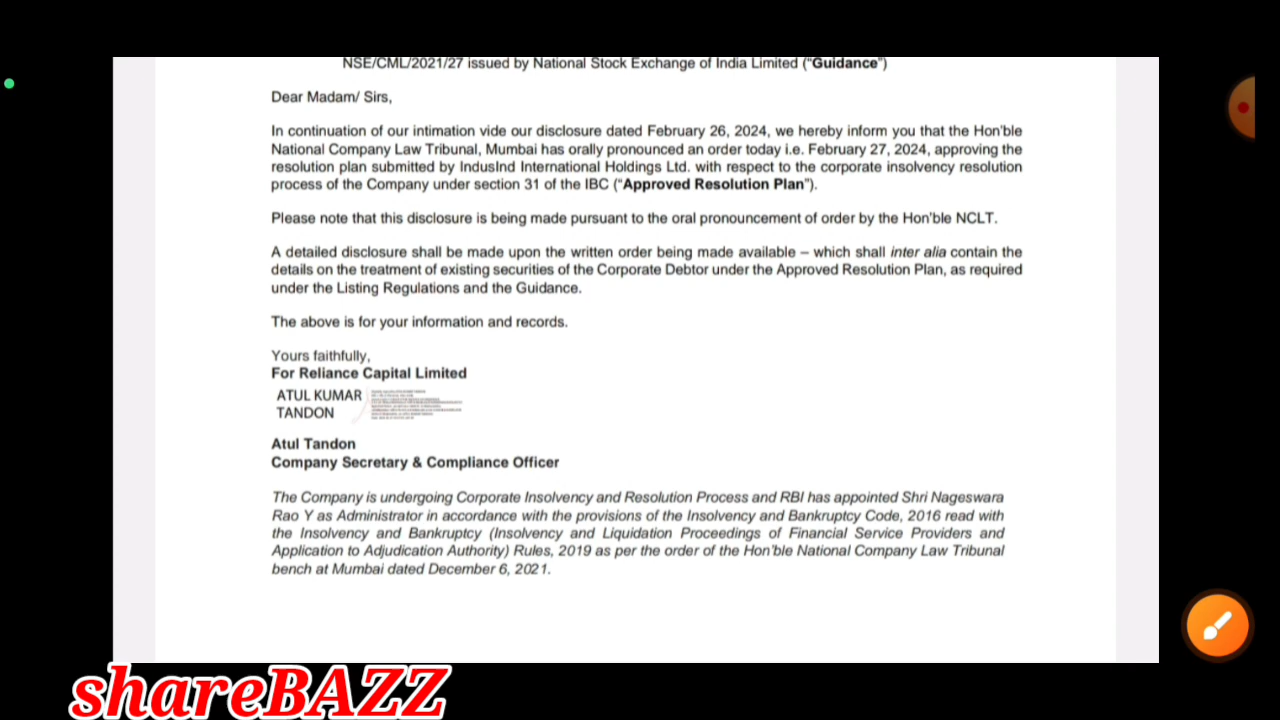 NSE/CML/2021/27 issued by National Stock Exchange of India Limited ("Guidance")
Dear Madam/ Sirs,
In continuation of our intimation vide our disclosure dated February 26, 2024, we hereby inform you that the Hon'ble
National Company Law Tribunal, Mumbai has orally pronounced an order today i.e. February 27, 2024, approving the
resolution plan submitted by IndusInd International Holdings Ltd. with respect to the corporate insolvency resolution
process of the Company under section 31 of the IBC ("Approved Resolution Plan").
Please note that this disclosure is being made pursuant to the oral pronouncement of order by the Hon'ble NCLT.
A detailed disclosure shall be made upon the written order being made available – which shall inter alia contain the
details on the treatment of existing securities of the Corporate Debtor under the Approved Resolution Plan, as required
under the Listing Regulations and the Guidance.
The above is for your information and records.
Yours faithfully,
For Reliance Capital Limited
ATUL KUMAR
TANDON
Atul Tandon
Company Secretary & Compliance Officer
The Company is undergoing Corporate Insolvency and Resolution Process and RBI has appointed Shri Nageswara
Rao Y as Administrator in accordance with the provisions of the Insolvency and Bankruptcy Code, 2016 read with
the Insolvency and Bankruptcy (Insolvency and Liquidation Proceedings of Financial Service Providers and
Application to Adjudication Authority) Rules, 2019 as per the order of the Hon'ble National Company Law Tribunal
bench at Mumbai dated December 6, 2021.
shareBAZZ